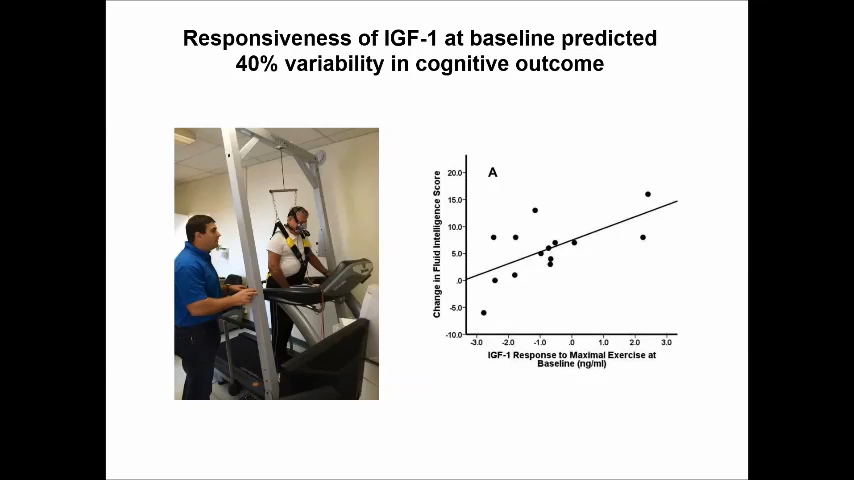 Responsiveness of IGF-1 at baseline predicted
40% variability in cognitive outcome
A
Change in Fluid Intelligence Score
20.0
15.0
10.0
5.0
.0
-5.0
-10.0
-3.0 -2.0 -1.0 .0 1.0 2.0 3.0
IGF-1 Response to Maximal Exercise at
Baseline (ng/ml)